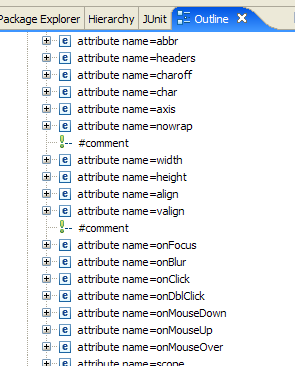 Package Explorer Hierarchy JUnit Outline
attribute name=abbr
attribute name=headers
attribute name=charoff
attribute name=char
attribute name=axis
attribute name=nowrap
#comment
attribute name=width
attribute name=height
attribute name=align
attribute name=valign
#comment
attribute name=onFocus
attribute name=onBlur
attribute name=onClick
attribute name=onDblClick
attribute name=onMouseDown
attribute name=onMouseUp
attribute name=onMouseOver
attribute name=scope